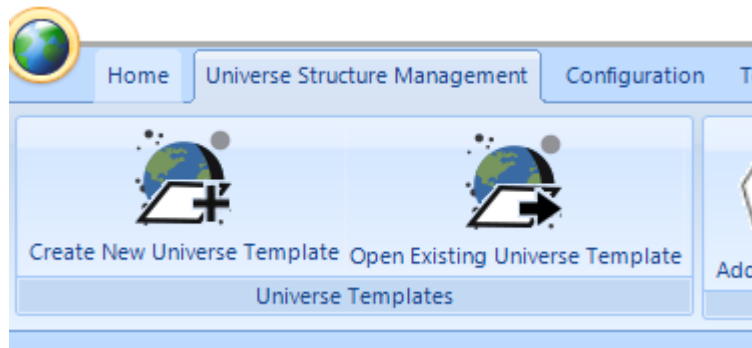 Home Universe Structure Management Configuration
Create New Universe Template Open Existing Universe Template
Universe Templates